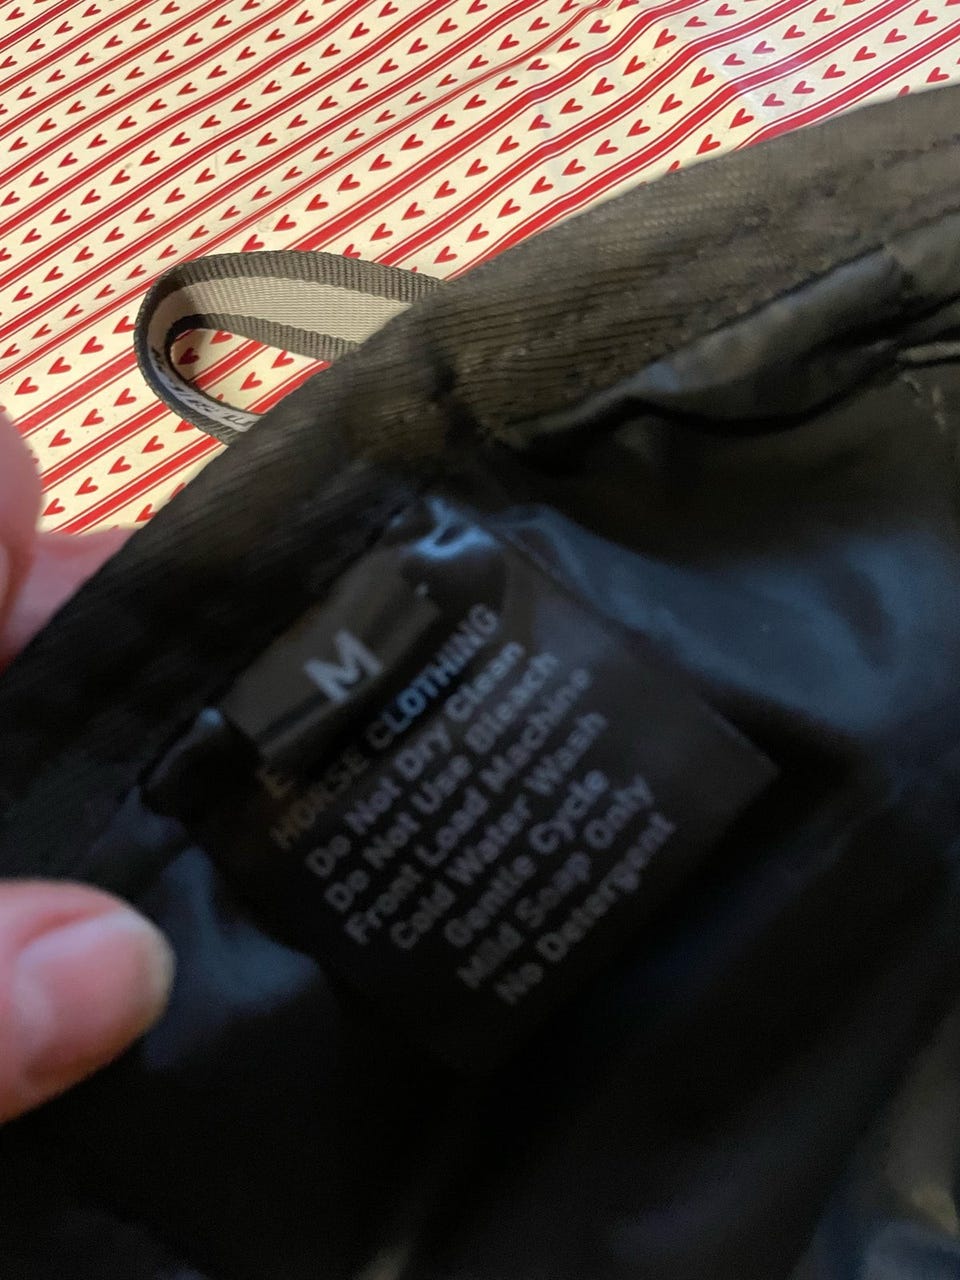 M
HORSE CLOTHING
Do Not Dry Clean
Do Not Use Bleach
Front Load Machine
Cold Water Wash
Gentle Cycle
Mild Soap Only
No Detergent